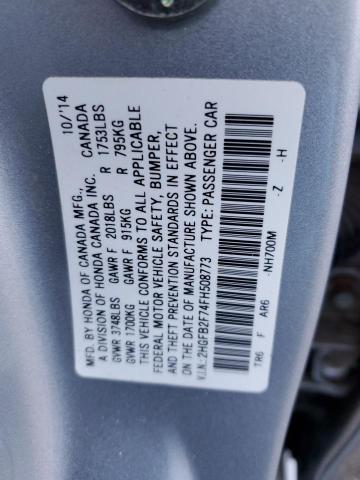 MFD. BY HONDA OF CANADA MFG., 10/'14
A DIVISION OF HONDA CANADA INC. CANADA
GVWR 3748LBS GAWR F 2018LBS R 1753LBS
GVWR 1700KG GAWR F 915KG R 795KG
THIS VEHICLE CONFORMS TO ALL APPLICABLE
FEDERAL MOTOR VEHICLE SAFETY, BUMPER,
AND THEFT PREVENTION STANDARDS IN EFFECT
ON THE DATE OF MANUFACTURE SHOWN ABOVE.
V.I.N.: 2HGFB2F74FH508773 TYPE: PASSENGER CAR
TR6 F AR6 -NH700M -Z -H